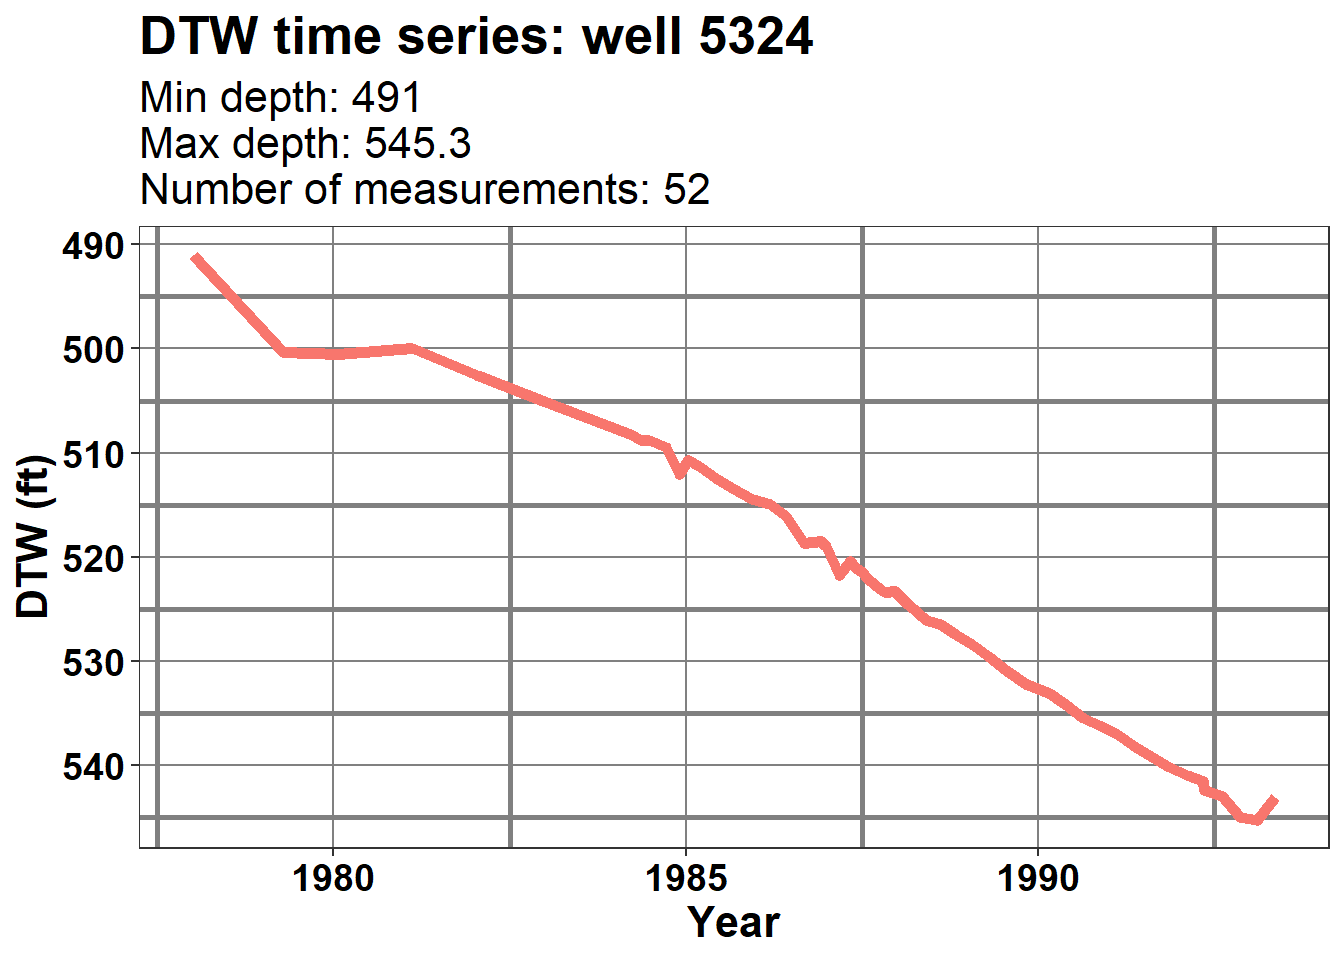 DTW time series: well 5324
Min depth: 491
Max depth: 545.3
Number of measurements: 52
490
500
510
520
530
540
DTW (ft)
1980 1985 1990
Year